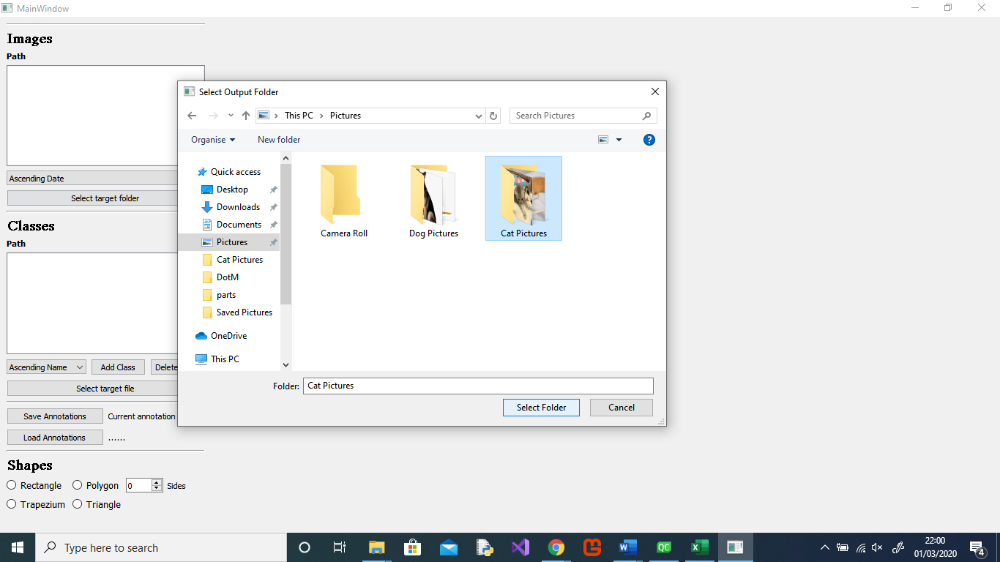 MainWindow
Images
Path
Ascending Date
Select target folder
Classes
Path
Ascending Name
Add Class
Delete
Select target file
Save Annotations
Current annotation
Load Annotations
......
Shapes
Rectangle
Polygon
0
Sides
Trapezium
Triangle
Select Output Folder
This PC
Pictures
Search Pictures
Organise
New folder
?
Quick access
Desktop
Downloads
Documents
Pictures
Cat Pictures
DotM
parts
Saved Pictures
OneDrive
This PC
Camera Roll
Dog Pictures
Cat Pictures
Folder:
Cat Pictures
Select Folder
Cancel
Type here to search
W
QC
X
22:00
01/03/2020
4